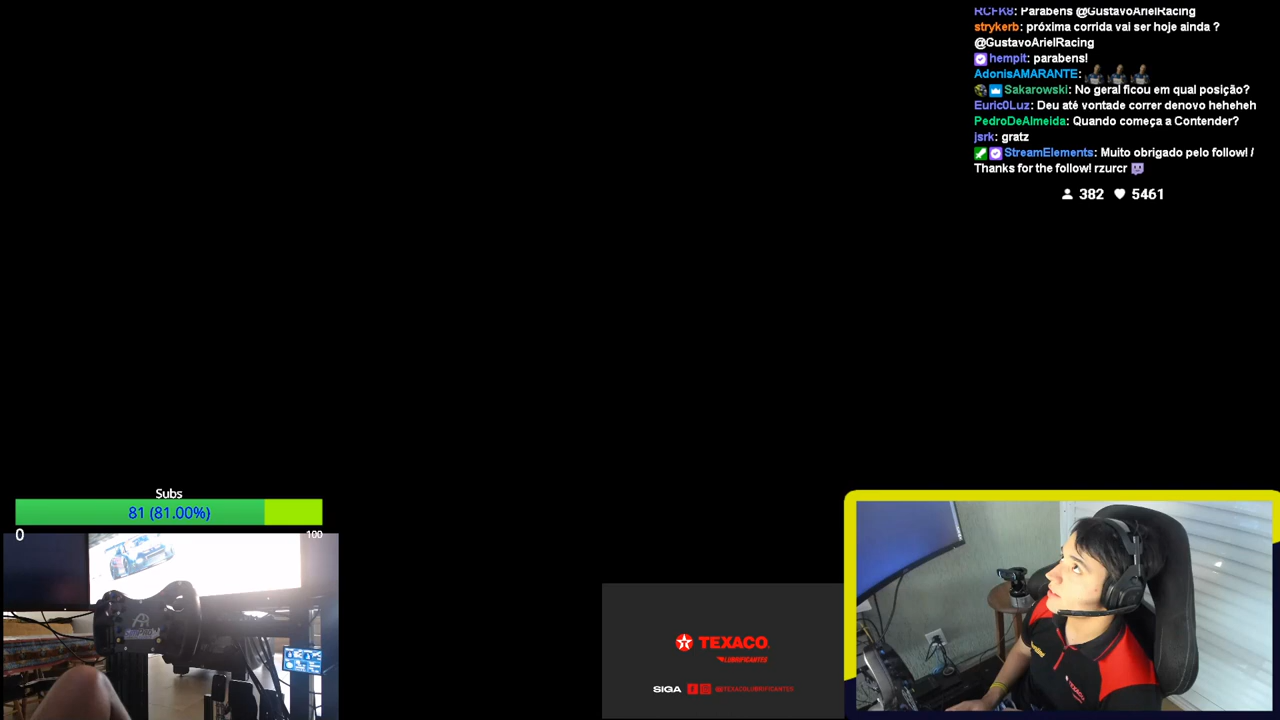 RCFK9: Parabens @GustavoArielRacing
strykerb: próxima corrida vai ser hoje ainda ?
@GustavoArielRacing
hempit: parabens!
AdonisAMARANTE:
Sakarowski: No geral ficou em qual posição?
Euric0Luz: Deu até vontade correr denovo heheheh
PedroDeAlmeida: Quando começa a Contender?
jsrk: gratz
StreamElements: Muito obrigado pelo follow! /
Thanks for the follow! rzurcr
382 5461
Subs
81 (81.00%)
0
100
TEXACO
LUBRIFICANTES
SIGA @TEXACOLUBRIFICANTES